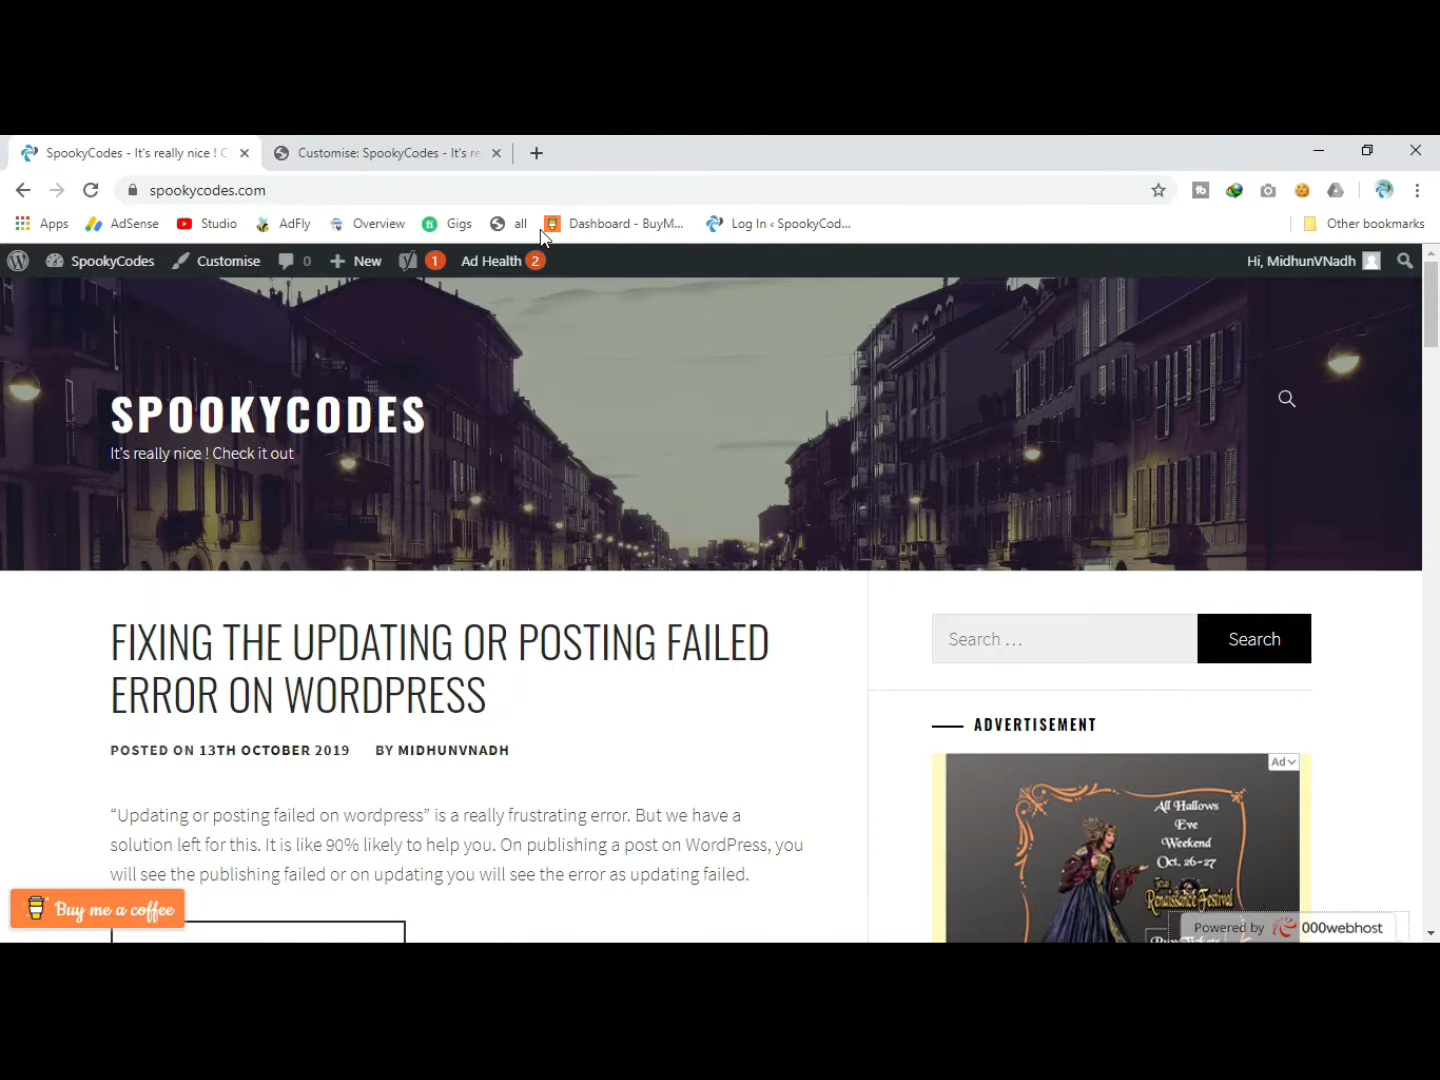 SpookyCodes - It's really nice ! C
Customise: SpookyCodes - It's re
spookycodes.com
Apps AdSense Studio AdFly Overview Gigs all Dashboard - BuyM... Log In ‹ SpookyCod... Other bookmarks
SpookyCodes Customise 0 New 1 Ad Health 2 Hi, MidhunVNadh
SPOOKYCODES
It's really nice ! Check it out
FIXING THE UPDATING OR POSTING FAILED
ERROR ON WORDPRESS
POSTED ON 13TH OCTOBER 2019 BY MIDHUNVNADH
“Updating or posting failed on wordpress” is a really frustrating error. But we have a
solution left for this. It is like 90% likely to help you. On publishing a post on WordPress, you
will see the publishing failed or on updating you will see the error as updating failed.
Buy me a coffee
Search … Search
ADVERTISEMENT
Ad
All Hallows
Eve
Weekend
Oct. 26-27
Renaissance Festival
Powered by 000webhost